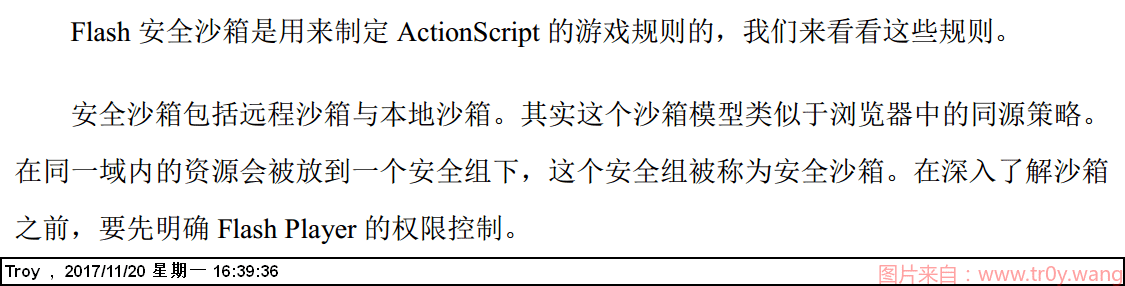 Flash 安全沙箱是用来制定 ActionScript 的游戏规则的，我们来看看这些规则。
安全沙箱包括远程沙箱与本地沙箱。其实这个沙箱模型类似于浏览器中的同源策略。
在同一域内的资源会被放到一个安全组下，这个安全组被称为安全沙箱。在深入了解沙箱
之前，要先明确 Flash Player 的权限控制。
Troy , 2017/11/20 星期一 16:39:36
图片来自：www.tr0y.wang